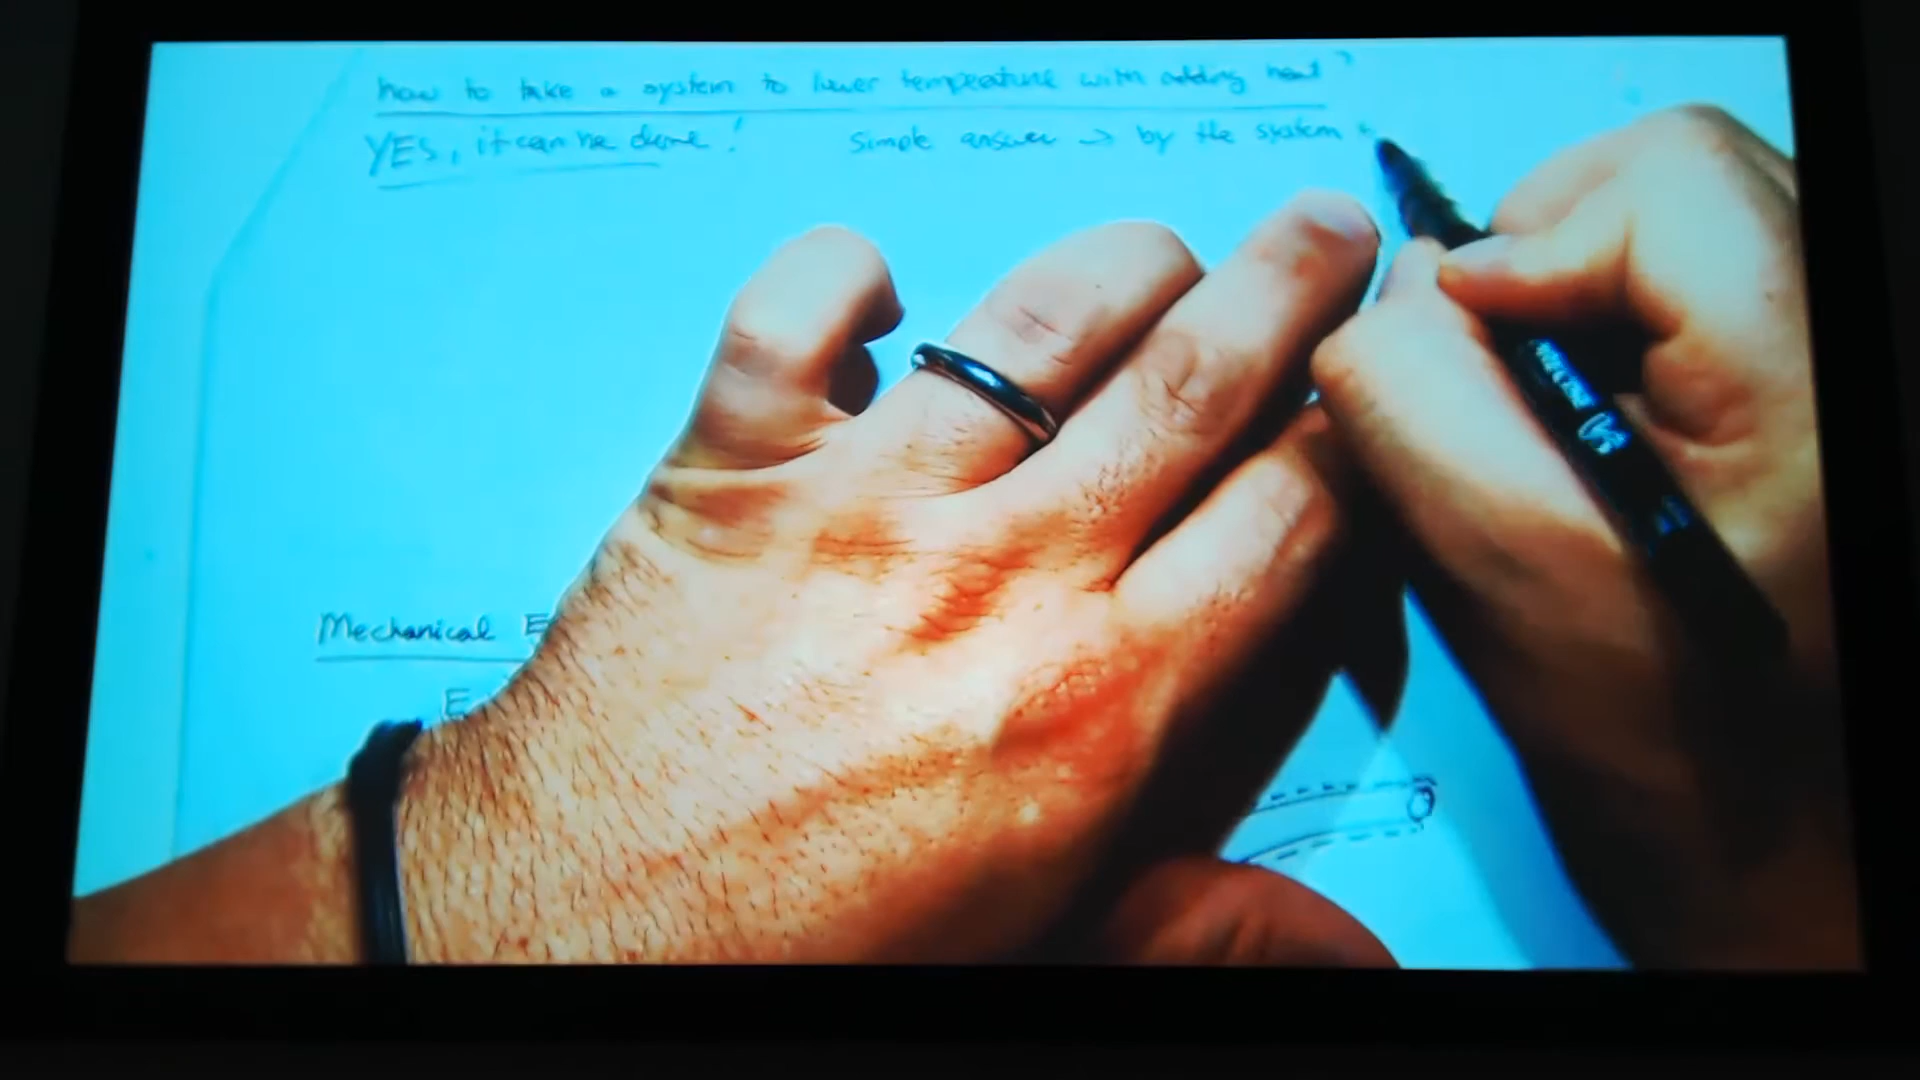 how to take a system to lower temperature with adding heat?
YES, it can be done!
Simple answer → by the system
Mechanical E
E